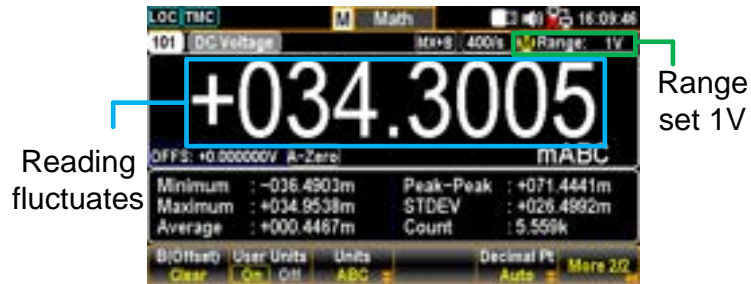 LOC TMC M Math 16:09:46
101 DC Voltage MX+B 400/s Range: 1V
+034.3005
OFFS: +0.000000V A-Zero mABC
Minimum : -036.4903m Peak-Peak : +071.4441m
Maximum : +034.9538m STDEV : +026.4992m
Average : +000.4467m Count : 5.559k
B(Offset) User Units Units Decimal Pt More 2/2
Clear On Off ABC Auto
Reading
fluctuates
Range
set 1V